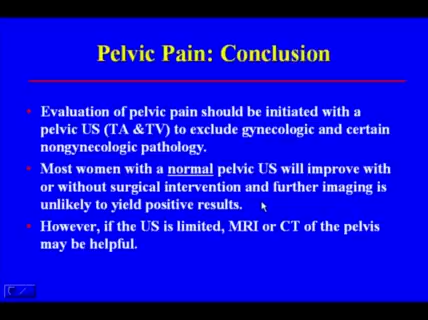 Pelvic Pain: Conclusion
Evaluation of pelvic pain should be initiated with a
pelvic US (TA &TV) to exclude gynecologic and certain
nongynecologic pathology.
Most women with a normal pelvic US will improve with
or without surgical intervention and further imaging is
unlikely to yield positive results.
However, if the US is limited, MRI or CT of the pelvis
may be helpful.